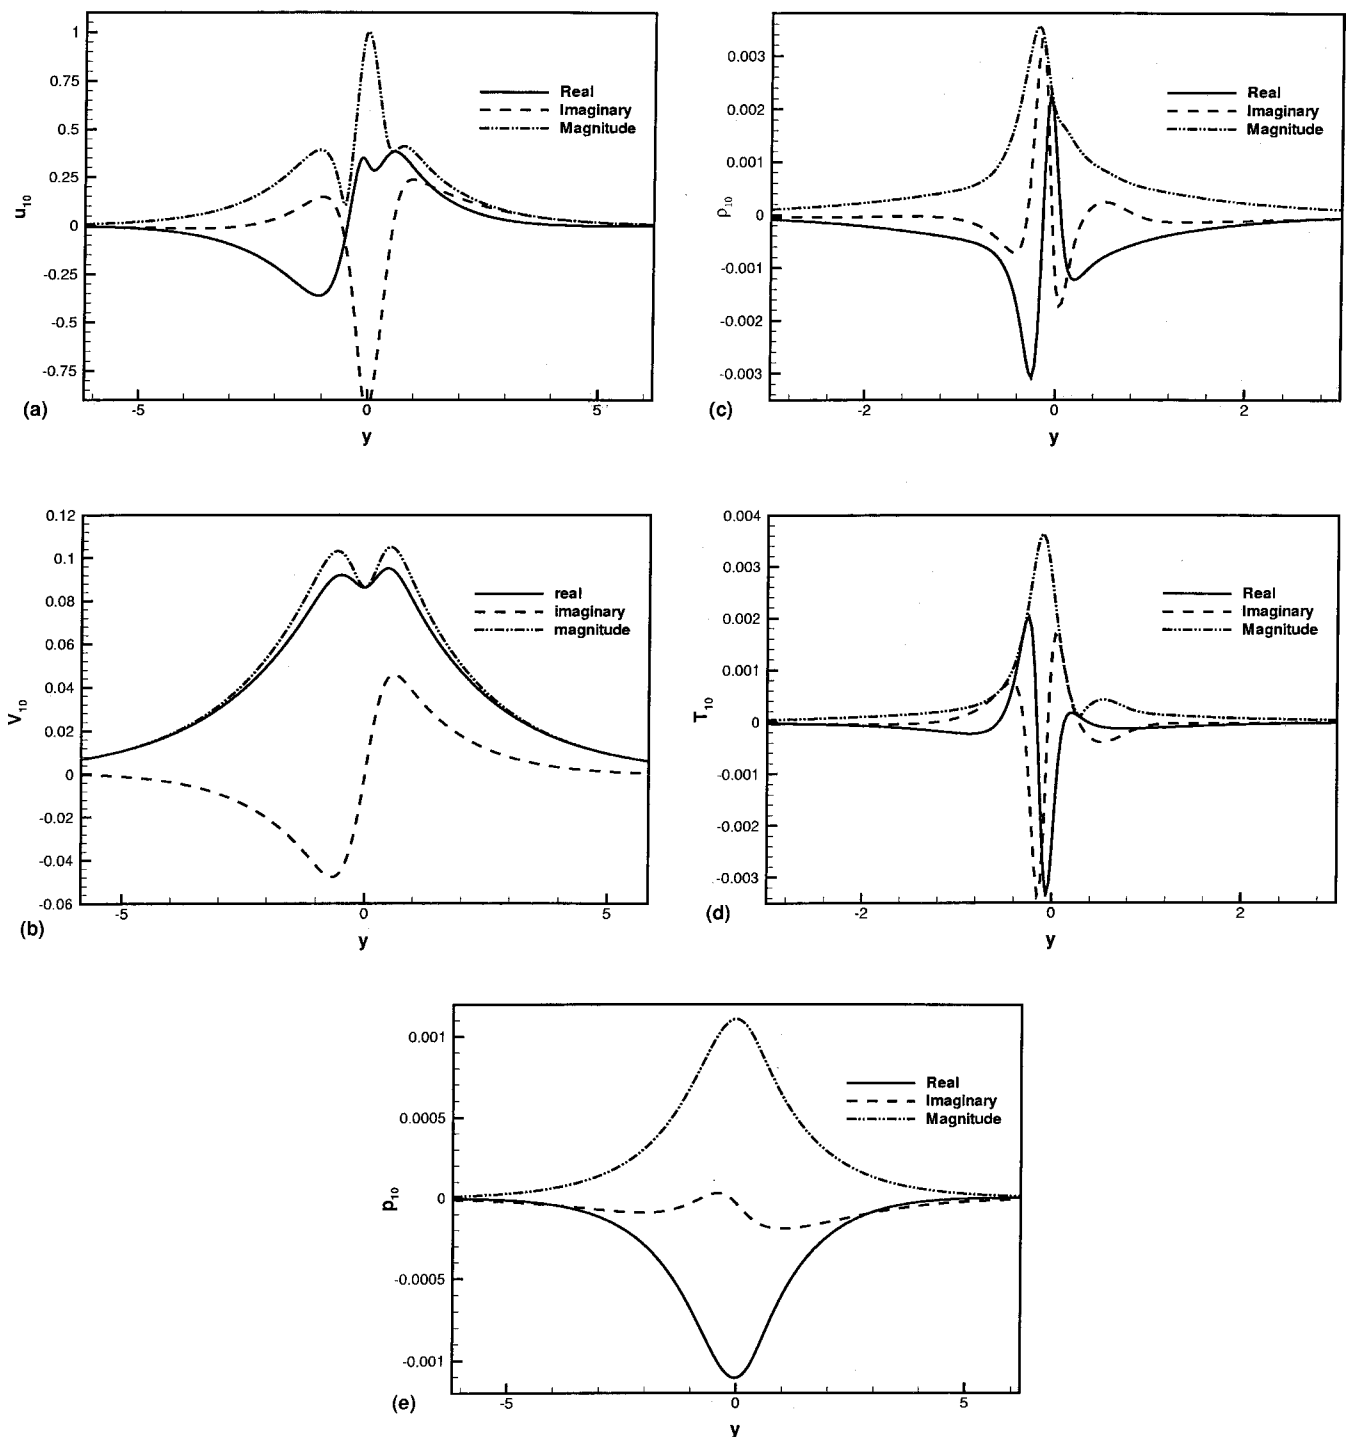 1
0.75
0.5
0.25
0
-0.25
-0.5
-0.75
u10
Real
Imaginary
Magnitude
-5
0
5
y
(a)
0.003
0.002
0.001
0
-0.001
-0.002
-0.003
ρ10
Real
Imaginary
Magnitude
-2
0
2
y
(c)
0.12
0.1
0.08
0.06
0.04
0.02
0
-0.02
-0.04
-0.06
V10
real
imaginary
magnitude
-5
0
5
y
(b)
0.004
0.003
0.002
0.001
0
-0.001
-0.002
-0.003
T10
Real
Imaginary
Magnitude
-2
0
2
y
(d)
0.001
0.0005
0
-0.0005
-0.001
p10
Real
Imaginary
Magnitude
-5
0
5
y
(e)